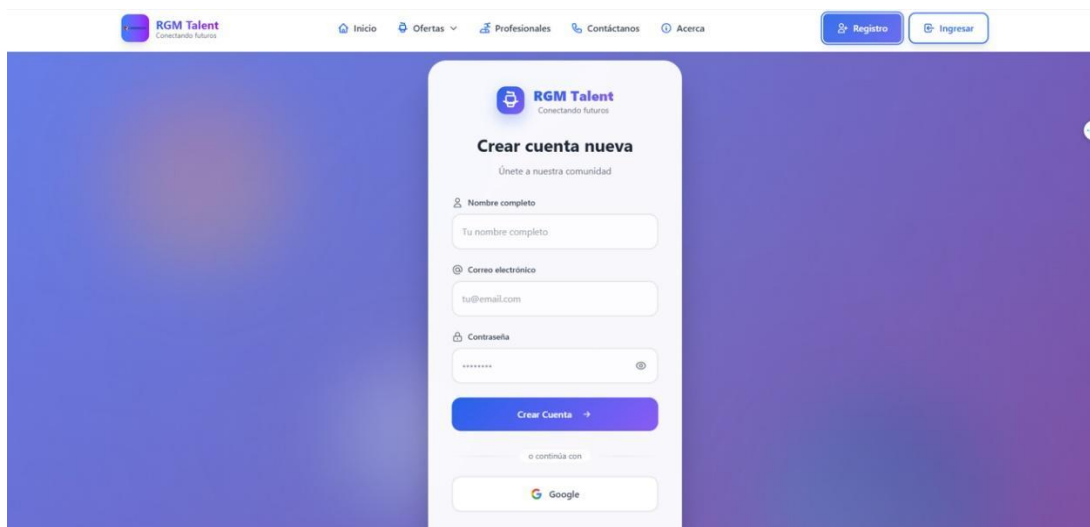 RGM Talent
Conectando futuros
Inicio
Ofertas
Profesionales
Contáctanos
Acerca
Registro
Ingresar
RGM Talent
Conectando futuros
Crear cuenta nueva
Únete a nuestra comunidad
Nombre completo
Tu nombre completo
Correo electrónico
tu@email.com
Contraseña
••••••••
Crear Cuenta →
o continúa con
Google